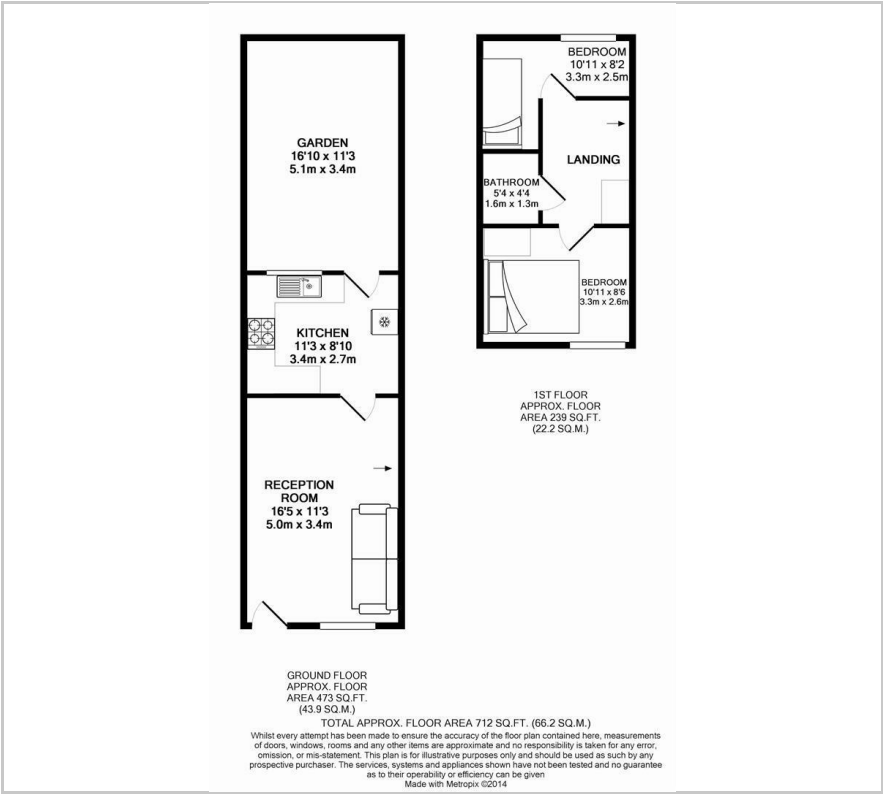 GARDEN
16'10 x 11'3
5.1m x 3.4m
KITCHEN
11'3 x 8'10
3.4m x 2.7m
RECEPTION
ROOM
16'5 x 11'3
5.0m x 3.4m
GROUND FLOOR
APPROX. FLOOR
AREA 473 SQ.FT.
(43.9 SQ.M.)
BEDROOM
10'11 x 8'2
3.3m x 2.5m
LANDING
BATHROOM
5'4 x 4'4
1.6m x 1.3m
BEDROOM
10'11 x 8'6
3.3m x 2.6m
1ST FLOOR
APPROX. FLOOR
AREA 239 SQ.FT.
(22.2 SQ.M.)
TOTAL APPROX. FLOOR AREA 712 SQ.FT. (66.2 SQ.M.)
Whilst every attempt has been made to ensure the accuracy of the floor plan contained here, measurements
of doors, windows, rooms and any other items are approximate and no responsibility is taken for any error,
omission, or mis-statement. This plan is for illustrative purposes only and should be used as such by any
prospective purchaser. The services, systems and appliances shown have not been tested and no guarantee
as to their operability or efficiency can be given
Made with Metropix ©2014